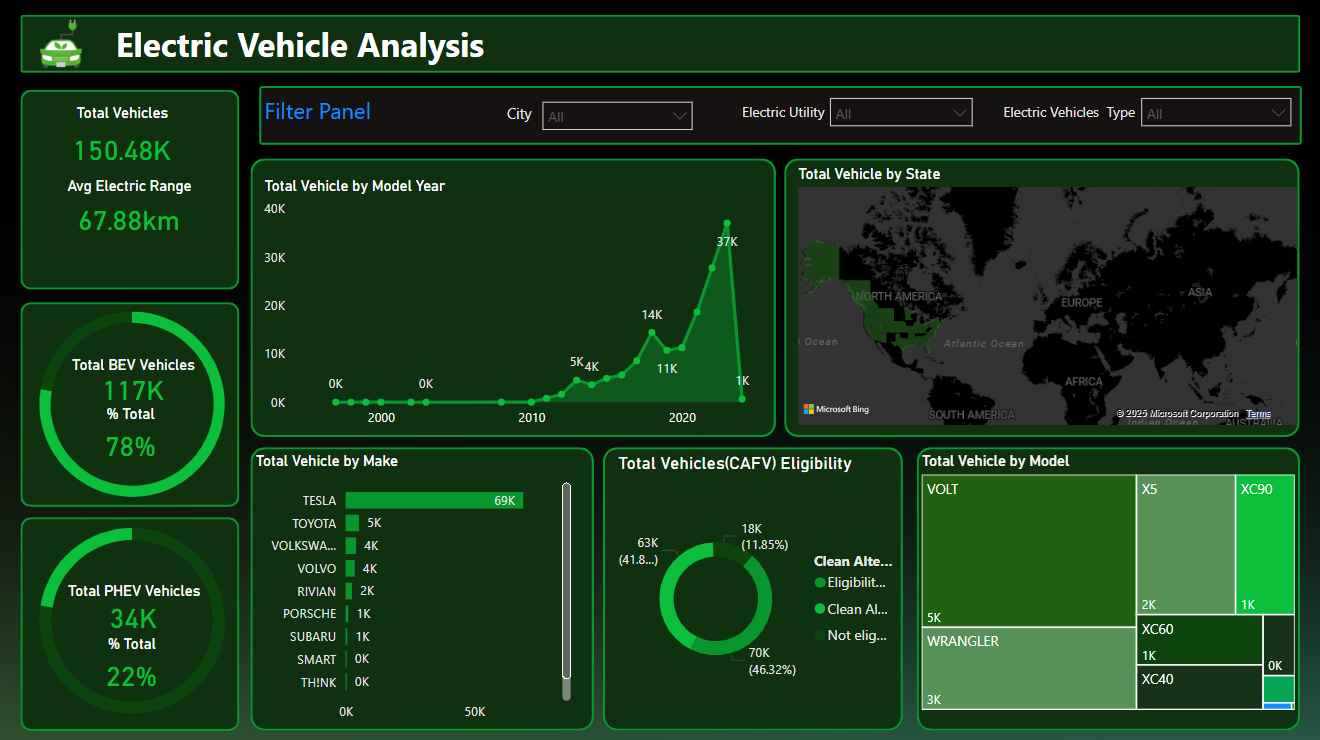 Electric Vehicle Analysis
Total Vehicles
150.48K
Avg Electric Range
67.88km
Filter Panel
City
All
Electric Utility
All
Electric Vehicles Type
All
Total BEV Vehicles
117K
% Total
78%
Total PHEV Vehicles
34K
% Total
22%
Total Vehicle by Model Year
40K
30K
20K
10K
0K
0K
0K
5K
4K
14K
11K
37K
1K
2000
2010
2020
Total Vehicle by State
NORTH AMERICA
EUROPE
ASIA
Ocean
Atlantic Ocean
AFRICA
SOUTH AMERICA
Indian Ocean
AUSTRALIA
Microsoft Bing
© 2025 Microsoft Corporation Terms
Total Vehicle by Make
TESLA 69K
TOYOTA 5K
VOLKSWA... 4K
VOLVO 4K
RIVIAN 2K
PORSCHE 1K
SUBARU 1K
SMART 0K
TH!NK 0K
0K 50K
Total Vehicles(CAFV) Eligibility
18K
(11.85%)
63K
(41.8...)
70K
(46.32%)
Clean Alte...
Eligibilit...
Clean Al...
Not elig...
Total Vehicle by Model
VOLT
5K
WRANGLER
3K
X5
2K
XC90
1K
XC60
1K
XC40
0K